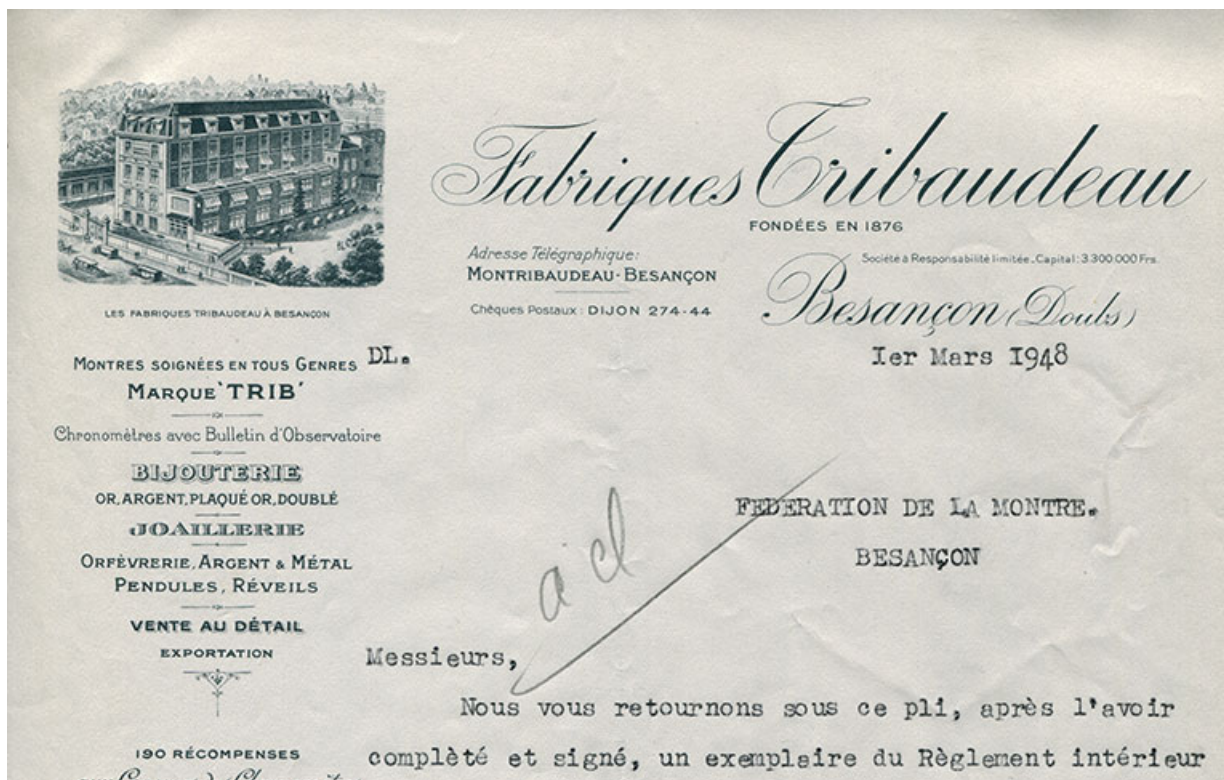 Fabriques Tribaudeau
FONDÉES EN 1876
Adresse Télégraphique:
MONTRIBAUDEAU-BESANÇON
Chèques Postaux: DIJON 274-44
Société à Responsabilité limitée. Capital: 3.300.000 Frs.
Besançon (Doubs)
1er Mars 1948
LES FABRIQUES TRIBAUDEAU À BESANÇON
MONTRES SOIGNÉES EN TOUS GENRES
DL.
MARQUE 'TRIB'
Chronomètres avec Bulletin d'Observatoire
BIJOUTERIE
OR, ARGENT, PLAQUÉ OR, DOUBLÉ
JOAILLERIE
ORFÈVRERIE, ARGENT & MÉTAL
PENDULES, RÉVEILS
VENTE AU DÉTAIL
EXPORTATION
190 RÉCOMPENSES
FEDERATION DE LA MONTRE.
BESANÇON
a cl
Messieurs,
Nous vous retournons sous ce pli, après l'avoir
complèté et signé, un exemplaire du Règlement intérieur